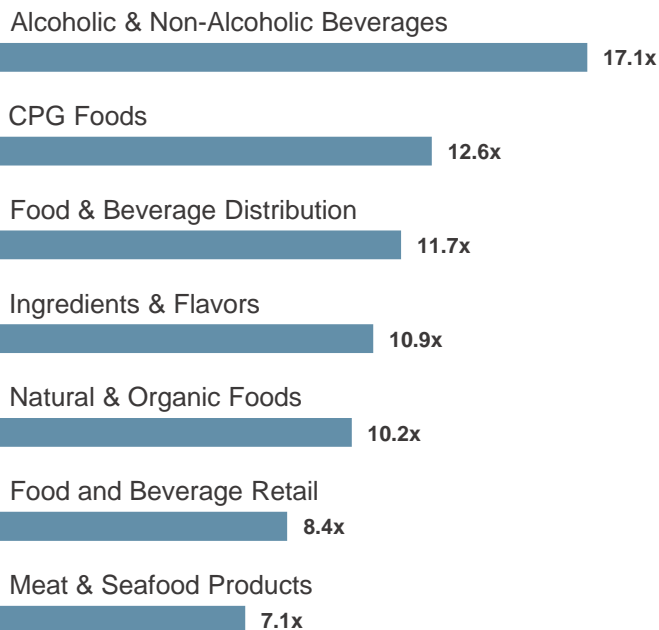 Alcoholic & Non-Alcoholic Beverages
17.1x
CPG Foods
12.6x
Food & Beverage Distribution
11.7x
Ingredients & Flavors
10.9x
Natural & Organic Foods
10.2x
Food and Beverage Retail
8.4x
Meat & Seafood Products
7.1x